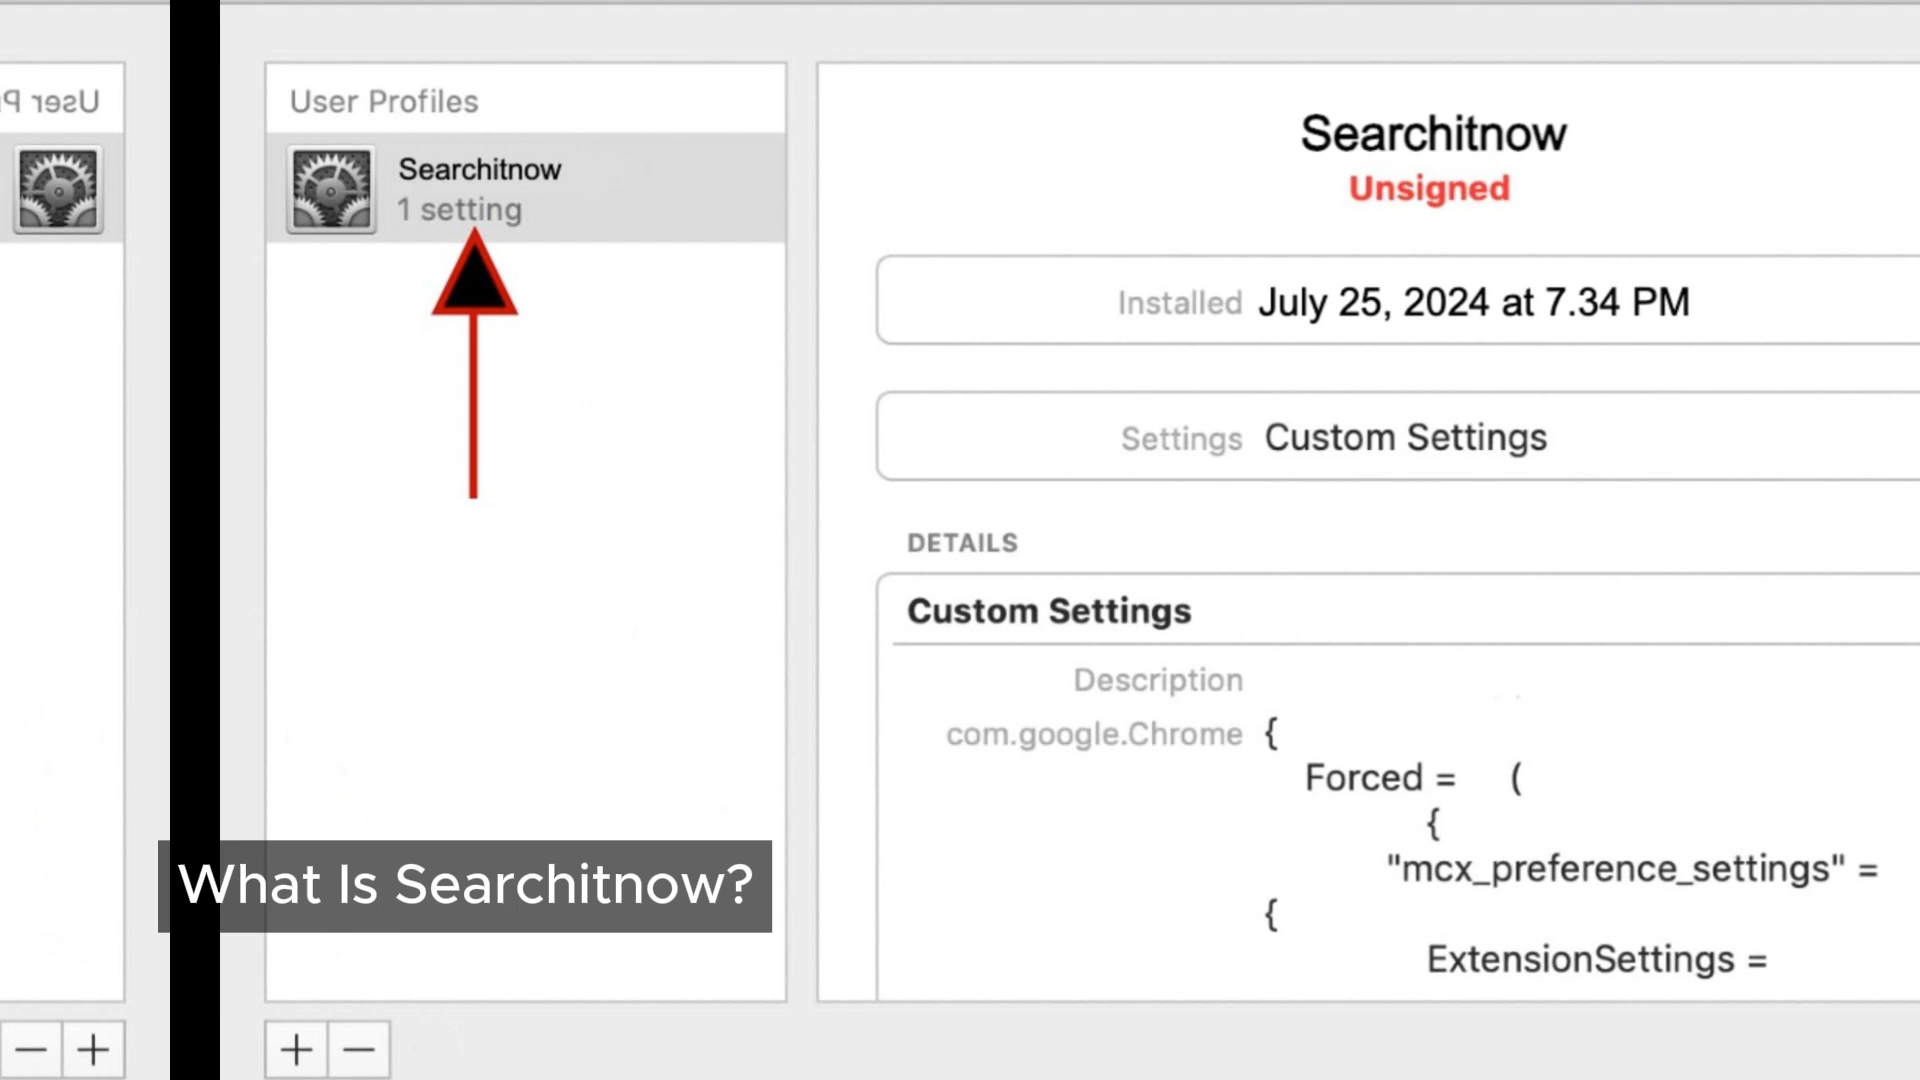 User P
User Profiles
Searchitnow
1 setting
Searchitnow
Unsigned
Installed July 25, 2024 at 7.34 PM
Settings Custom Settings
DETAILS
Custom Settings
Description
com.google.Chrome {
Forced = (
{
"mcx_preference_settings" =
{
ExtensionSettings =
What Is Searchitnow?